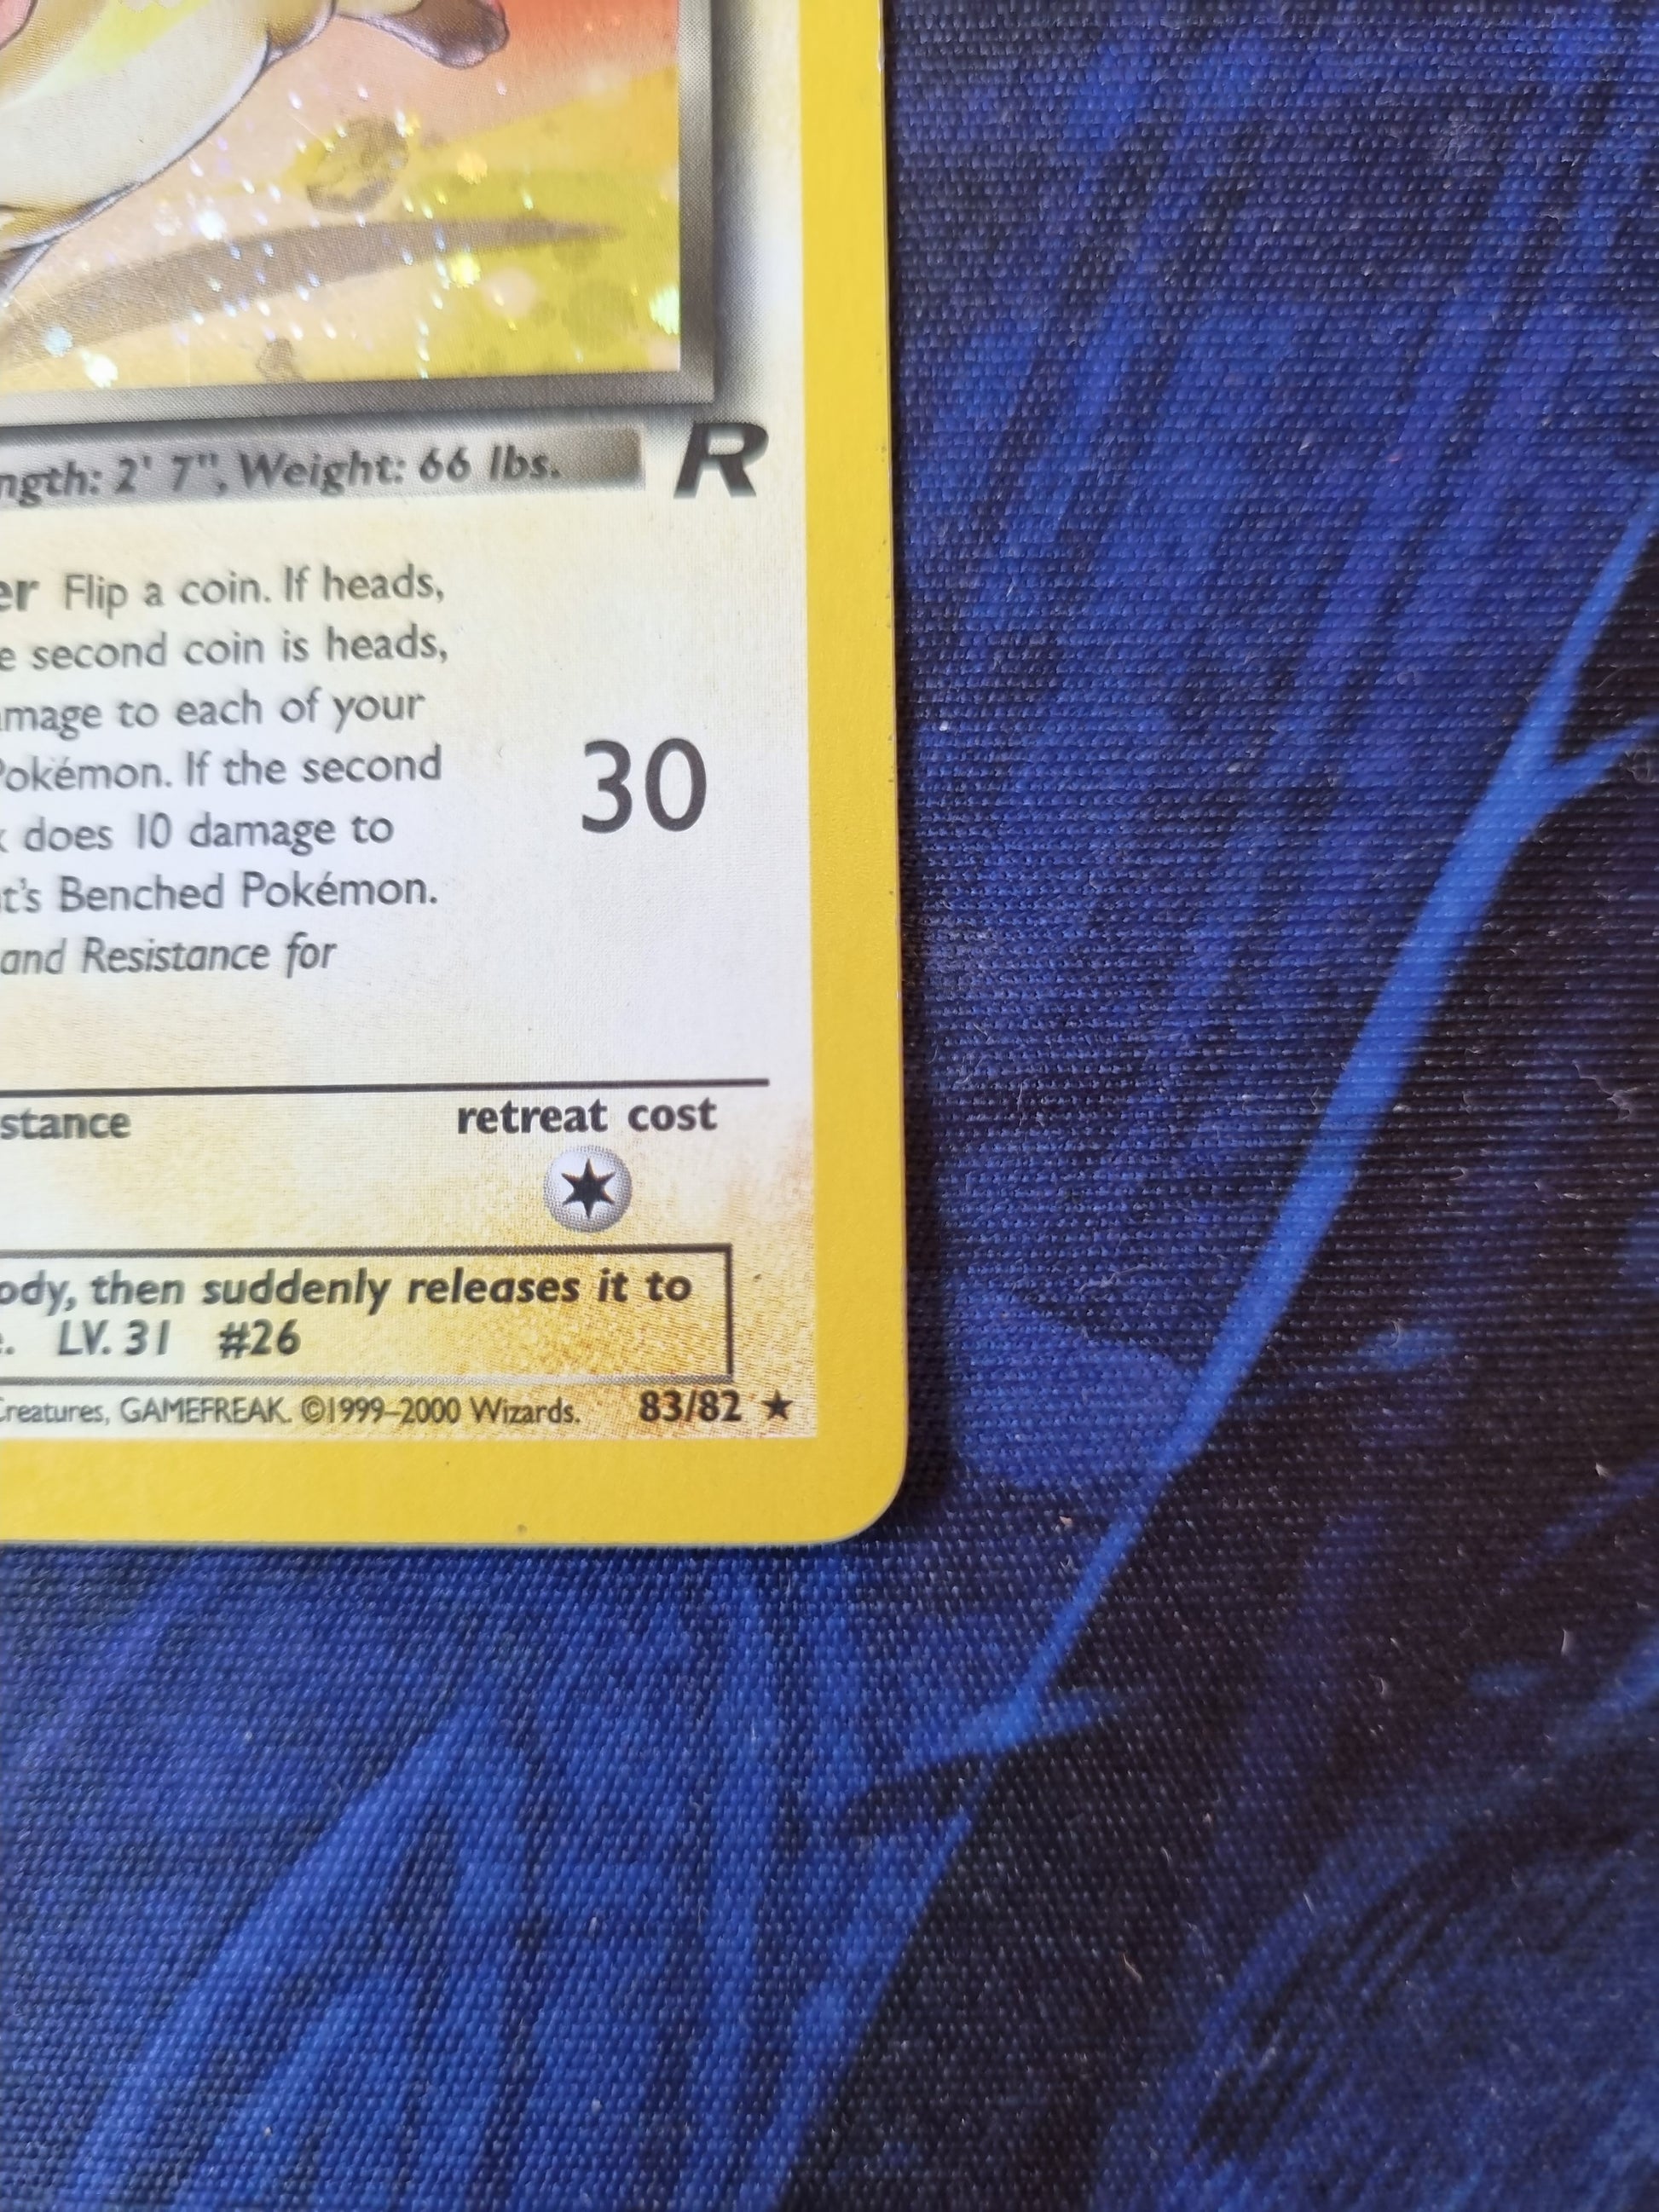 ngth: 2' 7", Weight: 66 lbs.
R
er Flip a coin. If heads,
e second coin is heads,
mage to each of your
Pokémon. If the second
k does 10 damage to
t's Benched Pokémon.
and Resistance for
30
stance retreat cost
ody, then suddenly releases it to
e. LV. 31 #26
Creatures, GAMEFREAK. ©1999–2000 Wizards. 83/82 ★